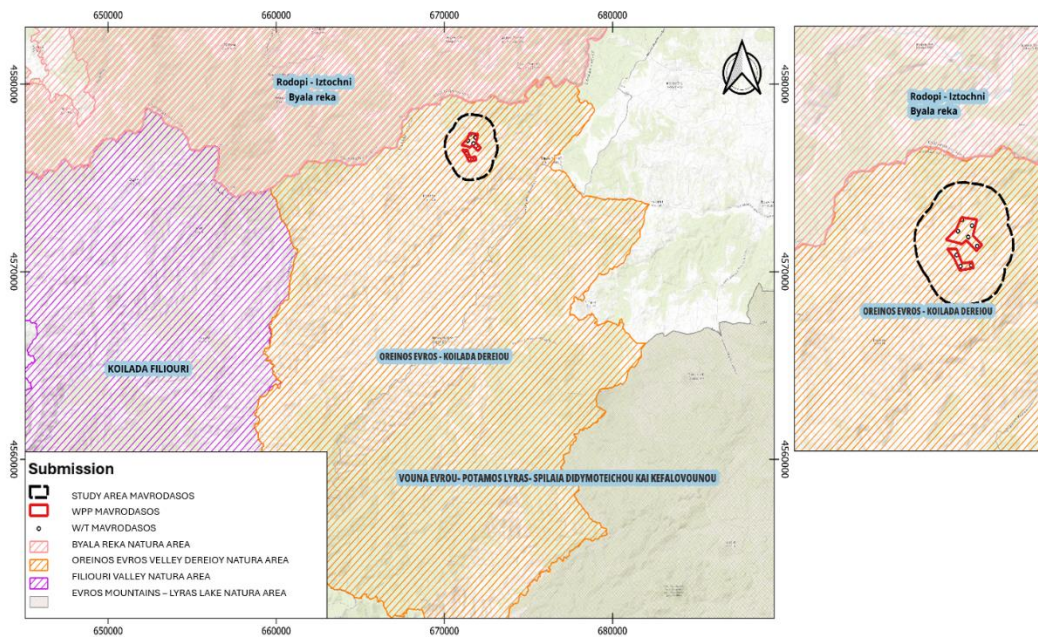 650000
660000
670000
680000
4580000
4580000
Rodopi - Iztochni
Byala reka
Rodopi - Iztochni
Byala reka
4570000
4570000
OREINOS EVROS - KOILADA DEREIOU
OREINOS EVROS - KOILADA DEREIOU
KOILADA FILIOURI
4560000
4560000
VOUNA EVROU- POTAMOS LYRAS- SPILAIA DIDYMOTEICHOU KAI KEFALOVOUNOU
Submission
STUDY AREA MAVRODASOS
WPP MAVRODASOS
W/T MAVRODASOS
BYALA REKA NATURA AREA
OREINOS EVROS VELLEY DEREIOY NATURA AREA
FILIOURI VALLEY NATURA AREA
EVROS MOUNTAINS – LYRAS LAKE NATURA AREA
650000
660000
670000
680000